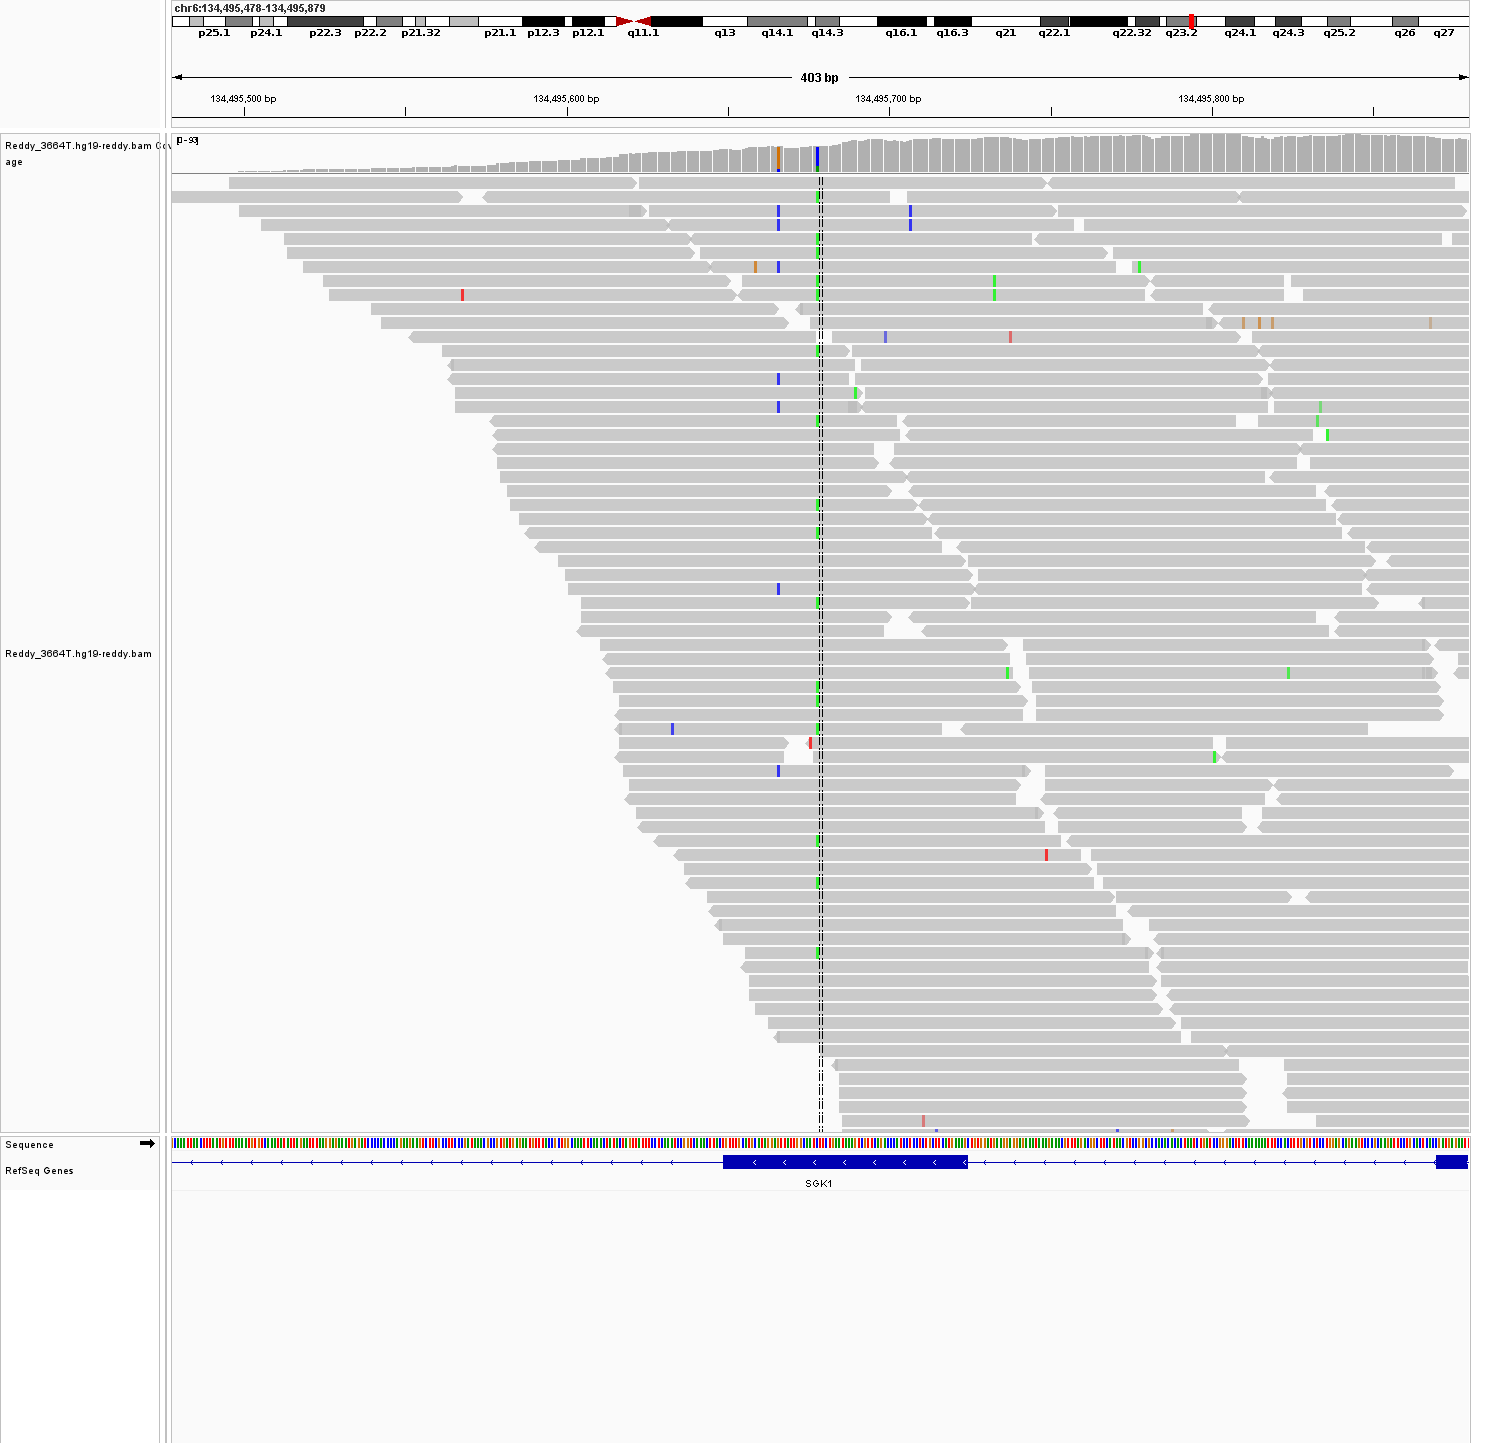 chr6:134,495,478-134,495,879
p25.1 p24.1 p22.3 p22.2 p21.32 p21.1 p12.3 p12.1 q11.1 q13 q14.1 q14.3 q16.1 q16.3 q21 q22.1 q22.32 q23.2 q24.1 q24.3 q25.2 q26 q27
403 bp
134,495,500 bp 134,495,600 bp 134,495,700 bp 134,495,800 bp
[0-93]
Reddy_3664T.hg19-reddy.bam Cov
age
Reddy_3664T.hg19-reddy.bam
Sequence
RefSeq Genes
SGK1